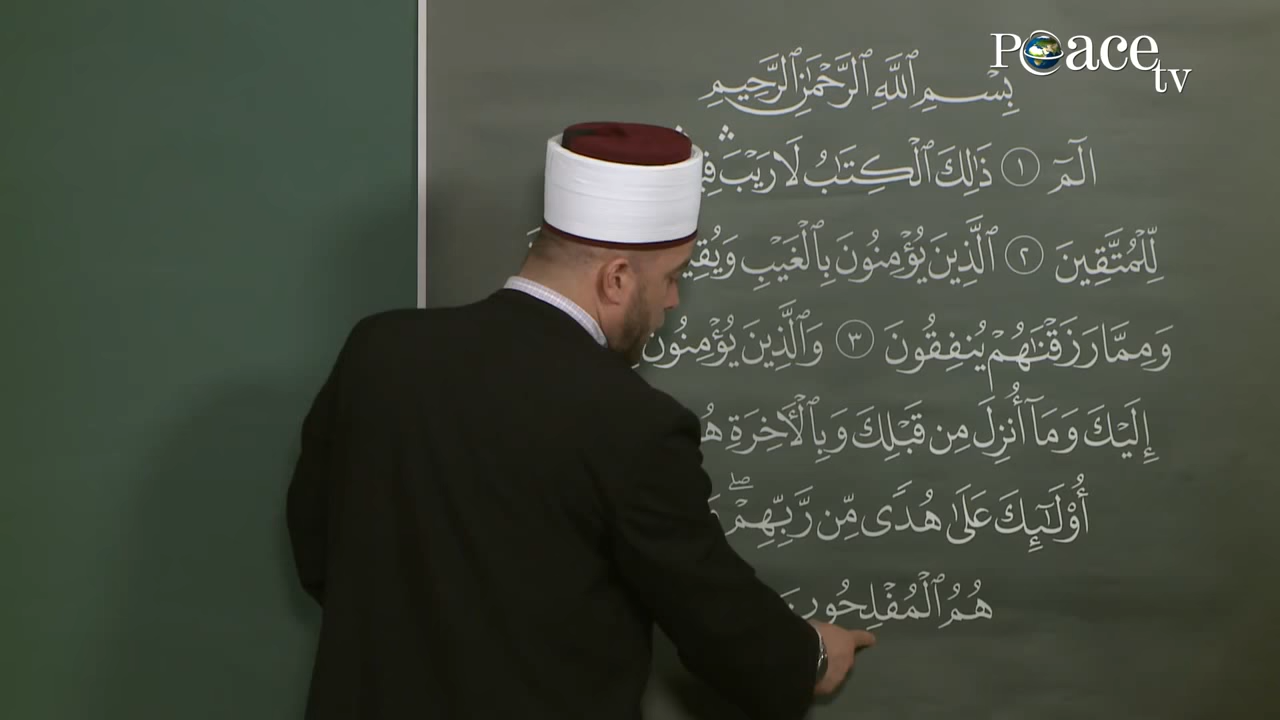 Peace tv
بِسْمِ ٱللَّهِ ٱلرَّحْمَٰنِ ٱلرَّحِيمِ
الٓمٓ ١ ذَٰلِكَ ٱلْكِتَٰبُ لَا رَيْبَ ۛ
لِّلْمُتَّقِينَ ٢ ٱلَّذِينَ يُؤْمِنُونَ بِٱلْغَيْبِ
وَمِمَّا رَزَقْنَٰهُمْ يُنفِقُونَ ٣ وَٱلَّذِينَ يُؤْمِنُونَ
إِلَيْكَ وَمَآ أُنزِلَ مِن قَبْلِكَ وَبِٱلْءَاخِرَةِ
أُو۟لَٰٓئِكَ عَلَىٰ هُدًى مِّن رَّبِّهِمْ ۖ
هُمُ ٱلْمُفْلِحُونَ